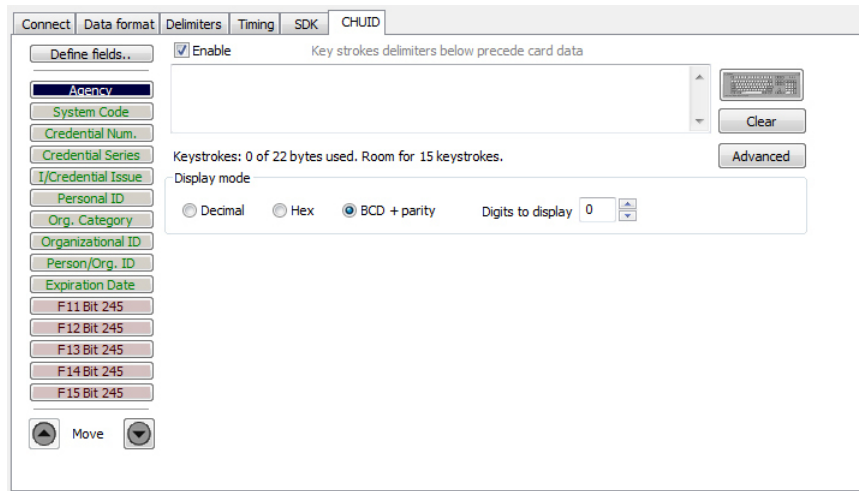 Connect Data format Delimiters Timing SDK CHUID
Define fields..
Enable Key strokes delimiters below precede card data
Agency
System Code
Credential Num.
Clear
Credential Series
Keystrokes: 0 of 22 bytes used. Room for 15 keystrokes.
Advanced
I/Credential Issue
Display mode
Personal ID
Decimal Hex BCD + parity Digits to display 0
Org. Category
Organizational ID
Person/Org. ID
Expiration Date
F11 Bit 245
F12 Bit 245
F13 Bit 245
F14 Bit 245
F15 Bit 245
Move